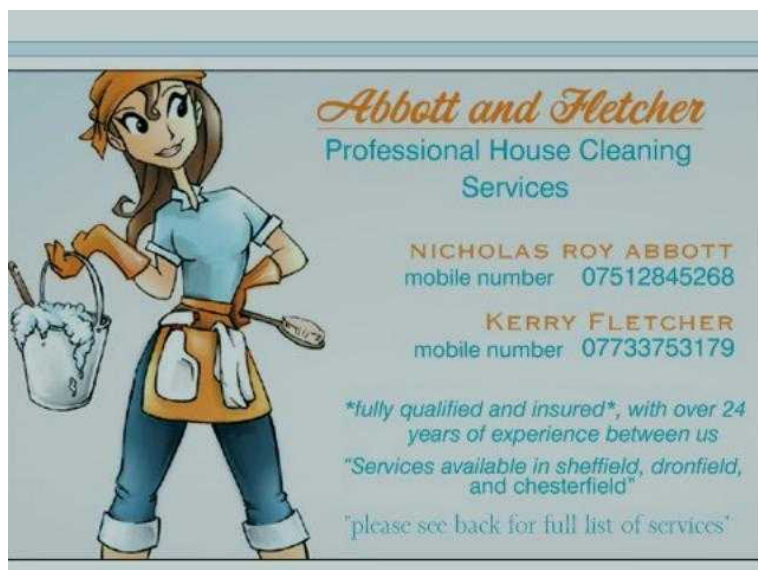 Abbott and Fletcher
Professional House Cleaning
Services
NICHOLAS ROY ABBOTT
mobile number 07512845268
KERRY FLETCHER
mobile number 07733753179
*fully qualified and insured*, with over 24
years of experience between us
"Services available in sheffield, dronfield,
and chesterfield"
"please see back for full list of services"